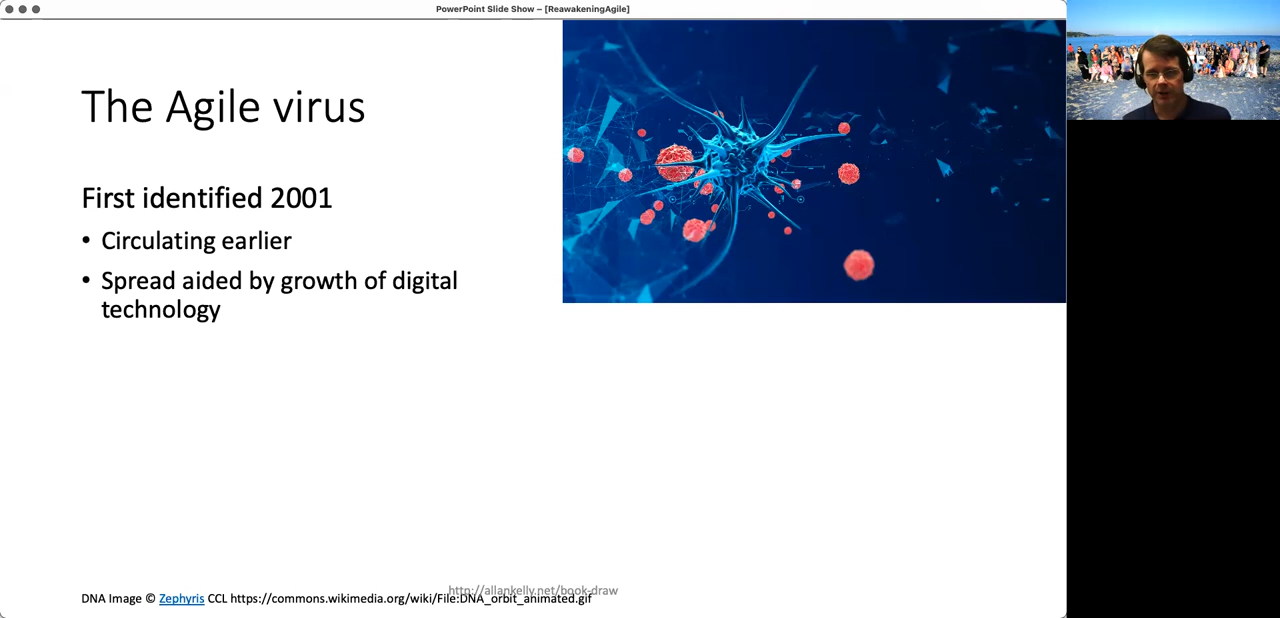 PowerPoint Slide Show – [ReawakeningAgile]
The Agile virus
First identified 2001
• Circulating earlier
• Spread aided by growth of digital
technology
http://allankelly.net/book-draw
DNA Image © Zephyris CCL https://commons.wikimedia.org/wiki/File:DNA_orbit_animated.gif